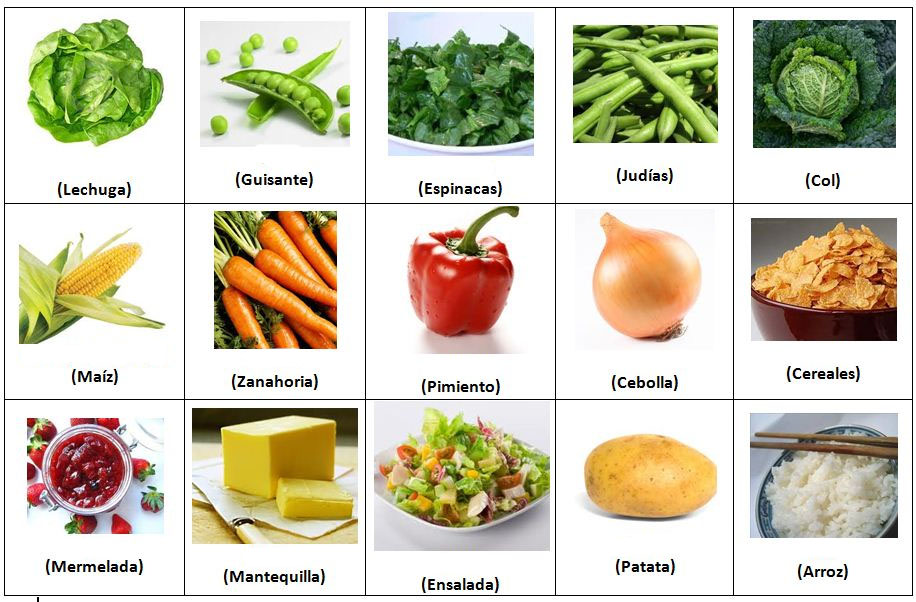 (Lechuga)
(Guisante)
(Espinacas)
(Judías)
(Col)
(Maíz)
(Zanahoria)
(Pimiento)
(Cebolla)
(Cereales)
(Mermelada)
(Mantequilla)
(Ensalada)
(Patata)
(Arroz)